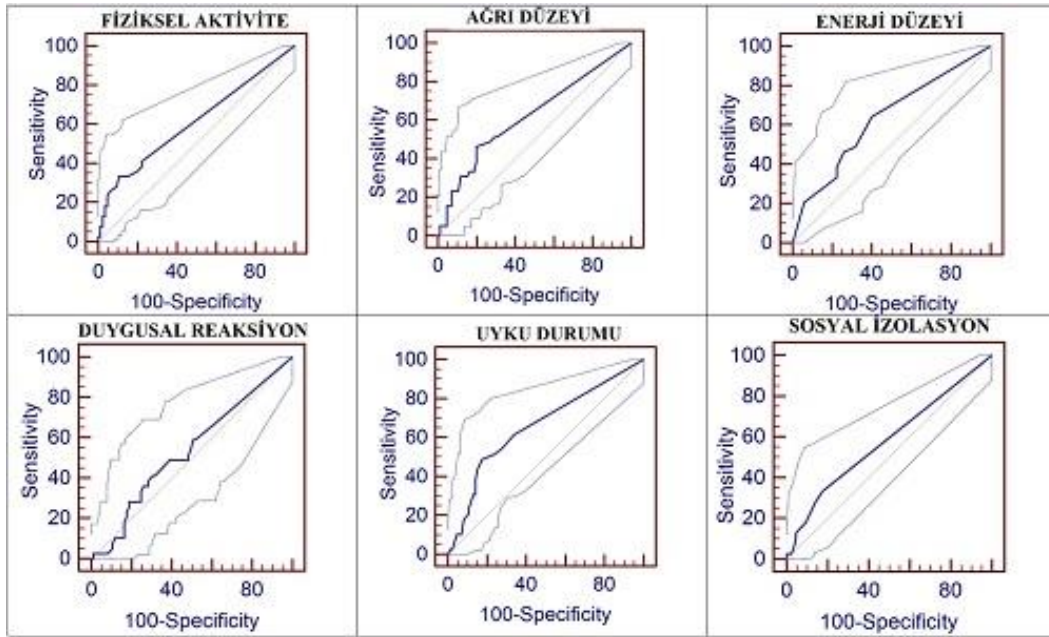 FİZİKSEL AKTİVİTE
100
80
60
40
20
0
Sensitivity
0 40 80
100-Specificity
AĞRI DÜZEYİ
100
80
60
40
20
0
Sensitivity
0 40 80
100-Specificity
ENERJİ DÜZEYİ
100
80
60
40
20
0
Sensitivity
0 40 80
100-Specificity
DUYGUSAL REAKSİYON
100
80
60
40
20
0
Sensitivity
0 40 80
100-Specificity
UYKU DURUMU
100
80
60
40
20
0
Sensitivity
0 40 80
100-Specificity
SOSYAL İZOLASYON
100
80
60
40
20
0
Sensitivity
0 40 80
100-Specificity